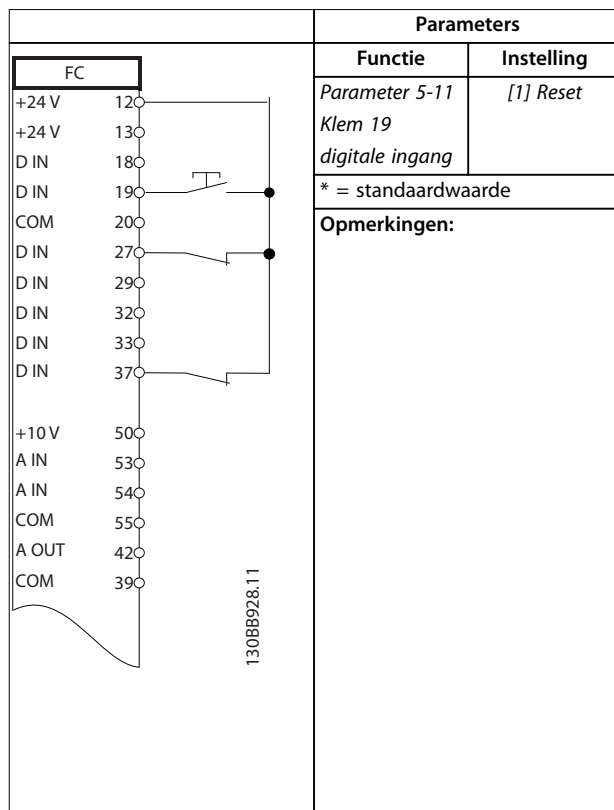 Parameters
Functie Instelling
Parameter 5-11 [1] Reset
Klem 19
digitale ingang
* = standaardwaarde
Opmerkingen:
FC
+24 V 12
+24 V 13
D IN 18
D IN 19
COM 20
D IN 27
D IN 29
D IN 32
D IN 33
D IN 37
+10 V 50
A IN 53
A IN 54
COM 55
A OUT 42
COM 39
130BB928.11